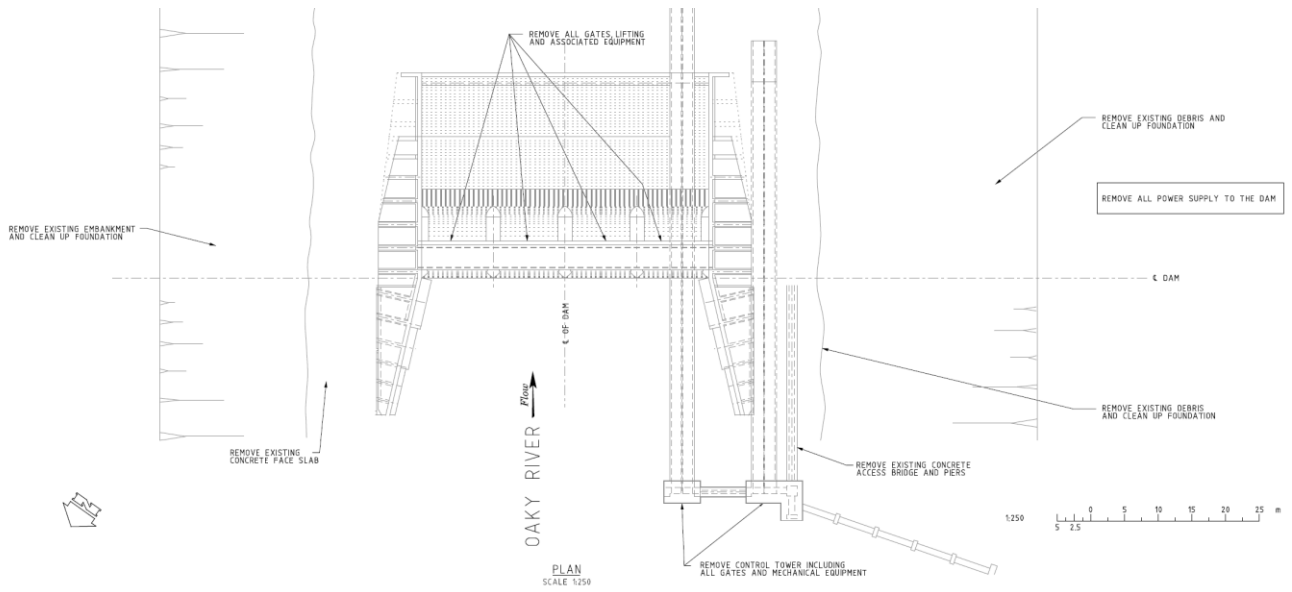 REMOVE ALL GATES, LIFTING
AND ASSOCIATED EQUIPMENT
REMOVE EXISTING DEBRIS AND
CLEAN UP FOUNDATION
REMOVE ALL POWER SUPPLY TO THE DAM
REMOVE EXISTING EMBANKMENT
AND CLEAN UP FOUNDATION
℄ DAM
℄ OF DAM
Flow
OAKY RIVER
REMOVE EXISTING DEBRIS
AND CLEAN UP FOUNDATION
REMOVE EXISTING
CONCRETE FACE SLAB
REMOVE EXISTING CONCRETE
ACCESS BRIDGE AND PIERS
N
1:250
0 5 10 15 20 25 m
5 2.5
REMOVE CONTROL TOWER INCLUDING
ALL GATES AND MECHANICAL EQUIPMENT
PLAN
SCALE 1:250